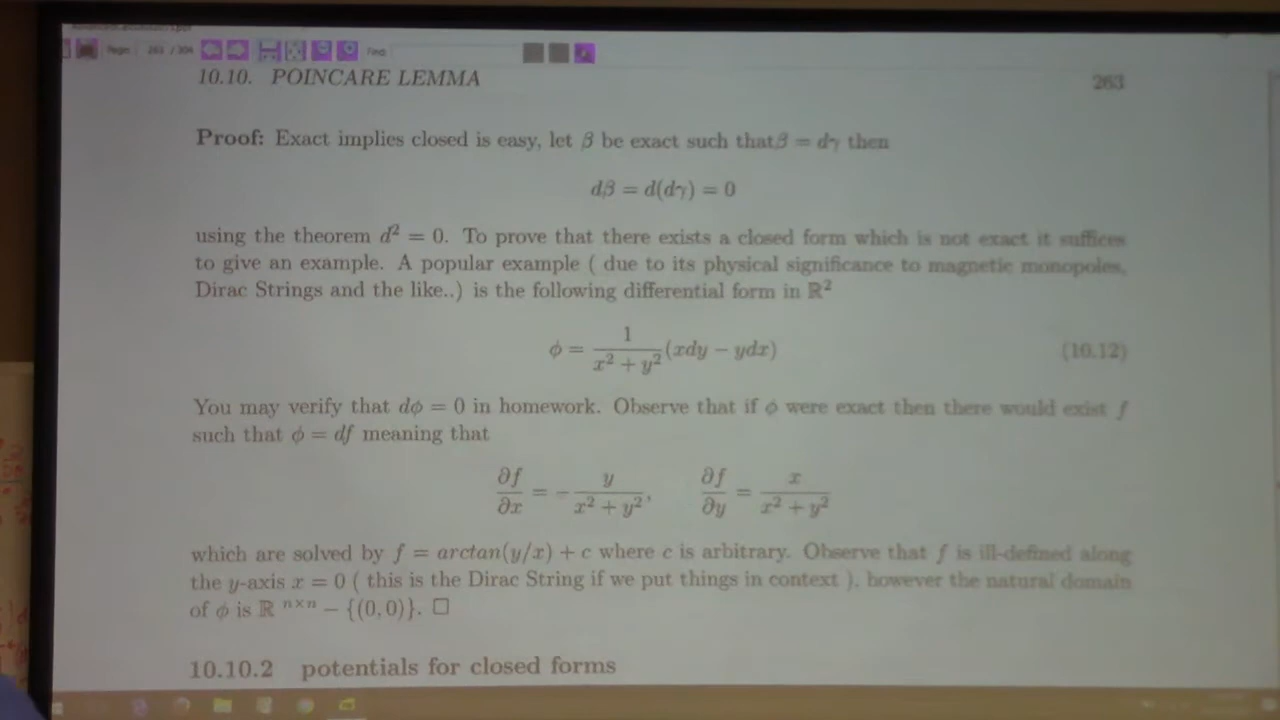 Page: 263 / 304 Find:
10.10. POINCARE LEMMA 263
Proof: Exact implies closed is easy, let β be exact such thatβ = dγ then
dβ = d(dγ) = 0
using the theorem d² = 0. To prove that there exists a closed form which is not exact it suffices
to give an example. A popular example ( due to its physical significance to magnetic monopoles,
Dirac Strings and the like..) is the following differential form in ℝ²
ϕ = 1/(x² + y²) (xdy − ydx) (10.12)
You may verify that dϕ = 0 in homework. Observe that if ϕ were exact then there would exist f
such that ϕ = df meaning that
∂f/∂x = − y/(x² + y²), ∂f/∂y = x/(x² + y²)
which are solved by f = arctan(y/x) + c where c is arbitrary. Observe that f is ill-defined along
the y-axis x = 0 ( this is the Dirac String if we put things in context ), however the natural domain
of ϕ is ℝ ⁿˣⁿ − {(0, 0)}. □
10.10.2 potentials for closed forms